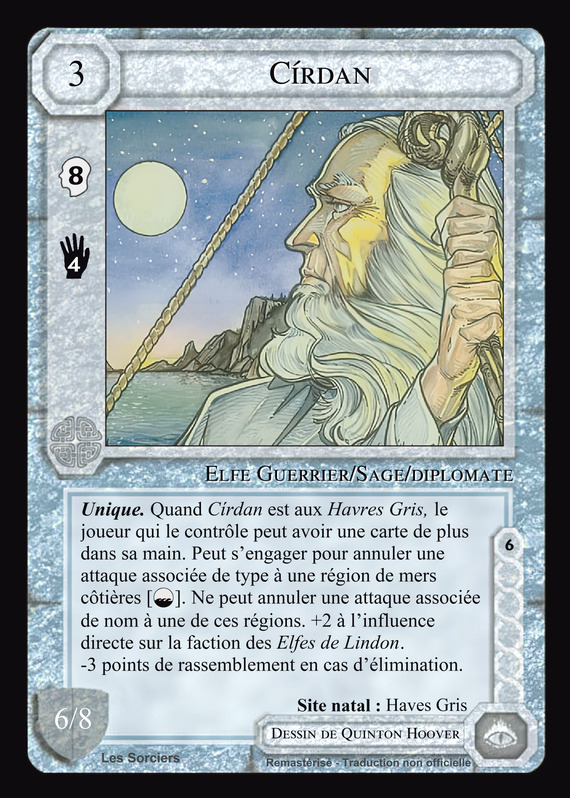 3
Círdan
8
4
Elfe Guerrier/Sage/diplomate
Unique. Quand Círdan est aux Havres Gris, le
joueur qui le contrôle peut avoir une carte de plus
dans sa main. Peut s’engager pour annuler une
attaque associée de type à une région de mers
côtières [ ]. Ne peut annuler une attaque associée
de nom à une de ces régions. +2 à l’influence
directe sur la faction des Elfes de Lindon.
-3 points de rassemblement en cas d’élimination.
6
Site natal : Haves Gris
6/8
Dessin de Quinton Hoover
Les Sorciers
Remastérisé - Traduction non officielle